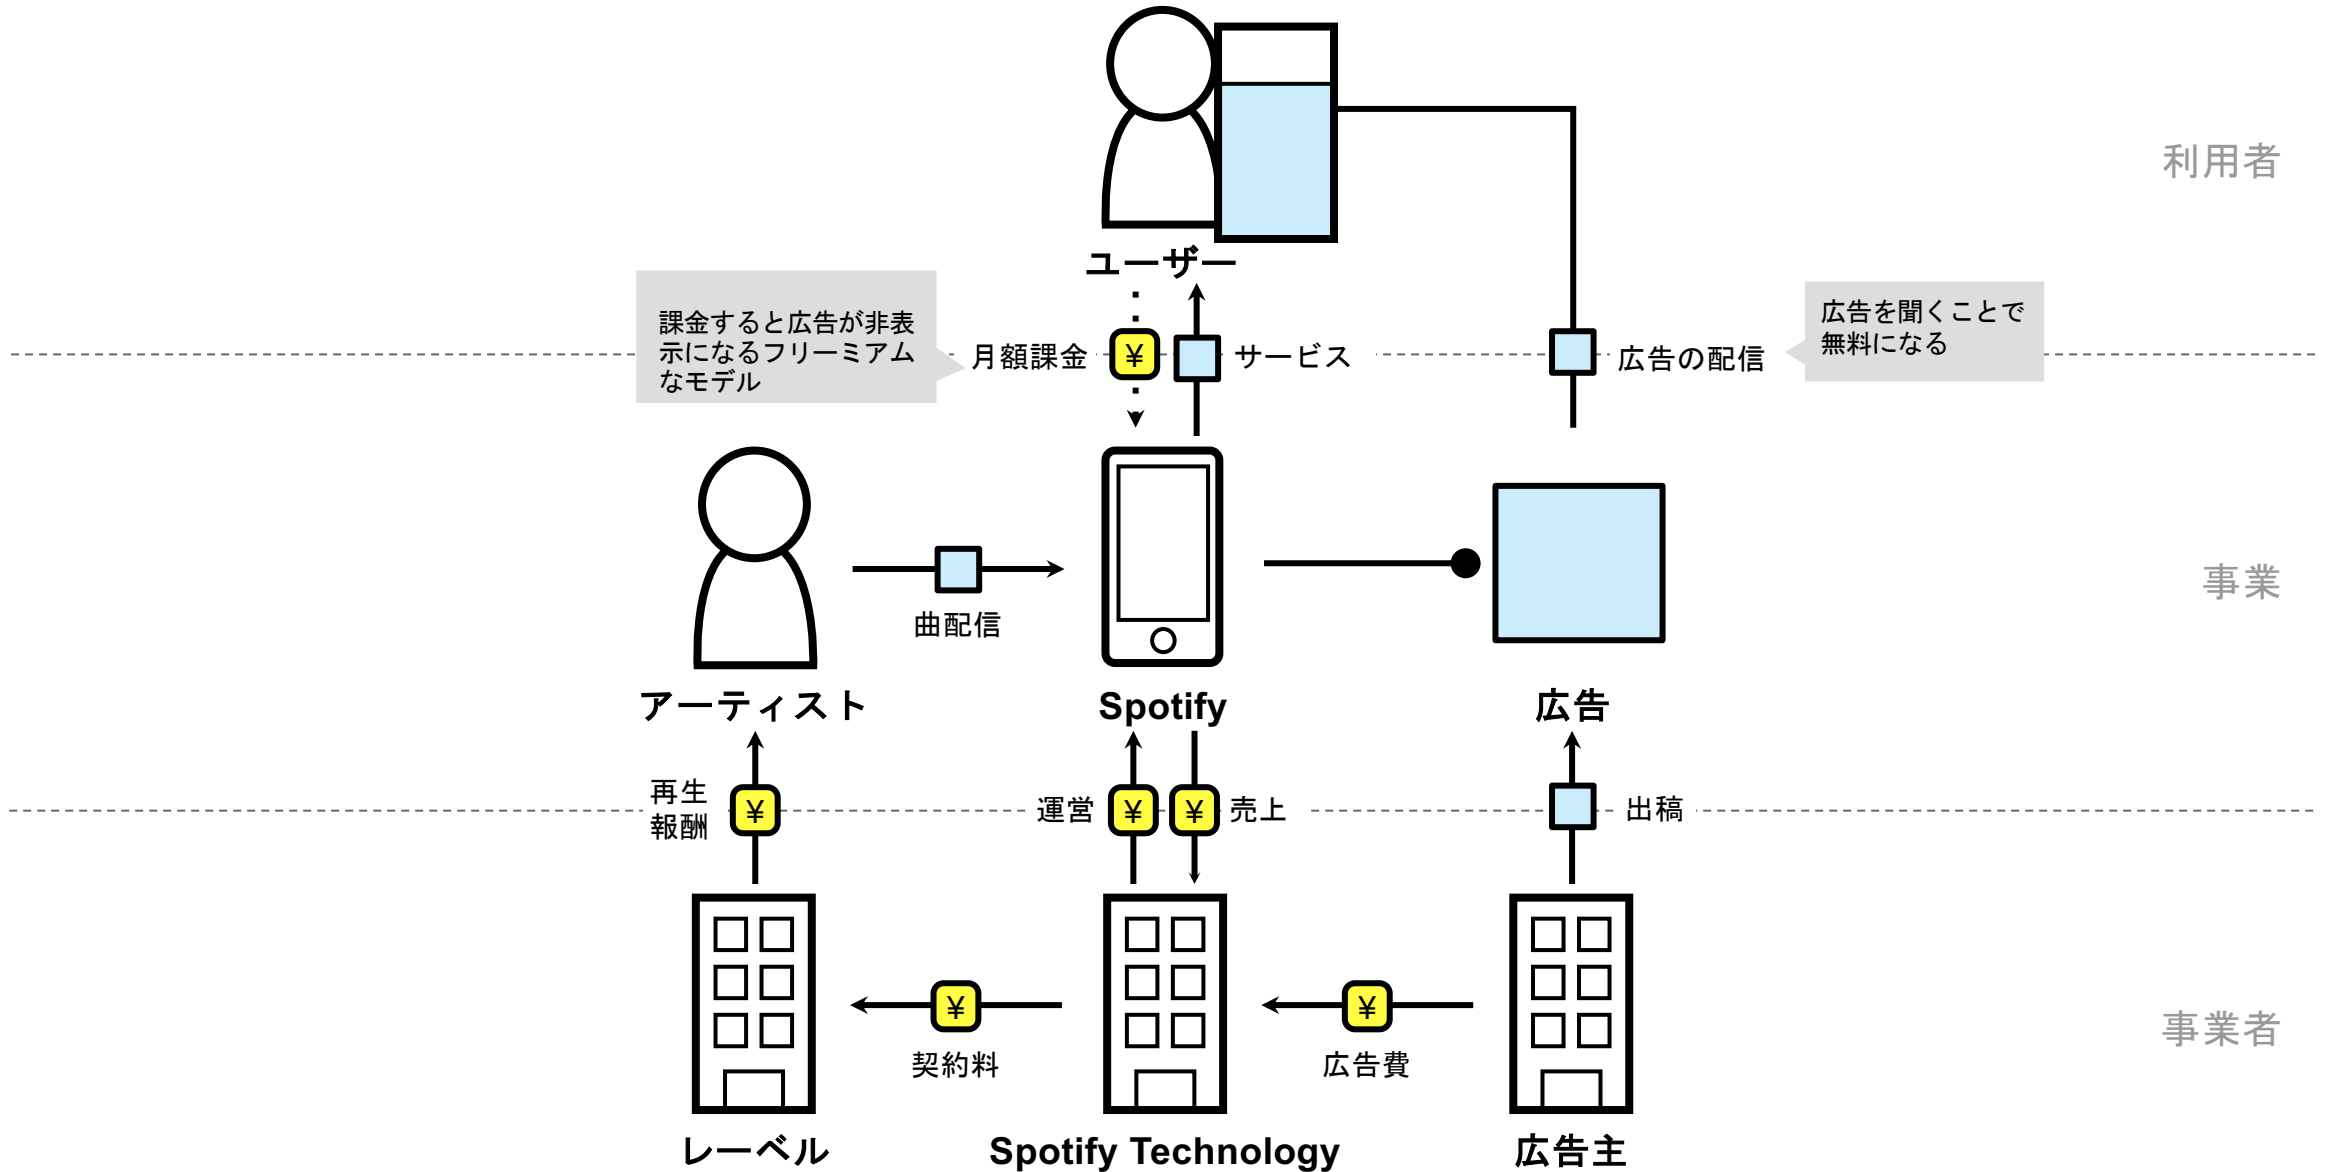 利用者
ユーザー
課金すると広告が非表
示になるフリーミアム
なモデル
月額課金
¥
サービス
広告の配信
広告を聞くことで
無料になる
曲配信
事業
アーティスト
Spotify
広告
再生
報酬
¥
運営
¥
¥
売上
出稿
¥
契約料
¥
広告費
事業者
レーベル
Spotify Technology
広告主